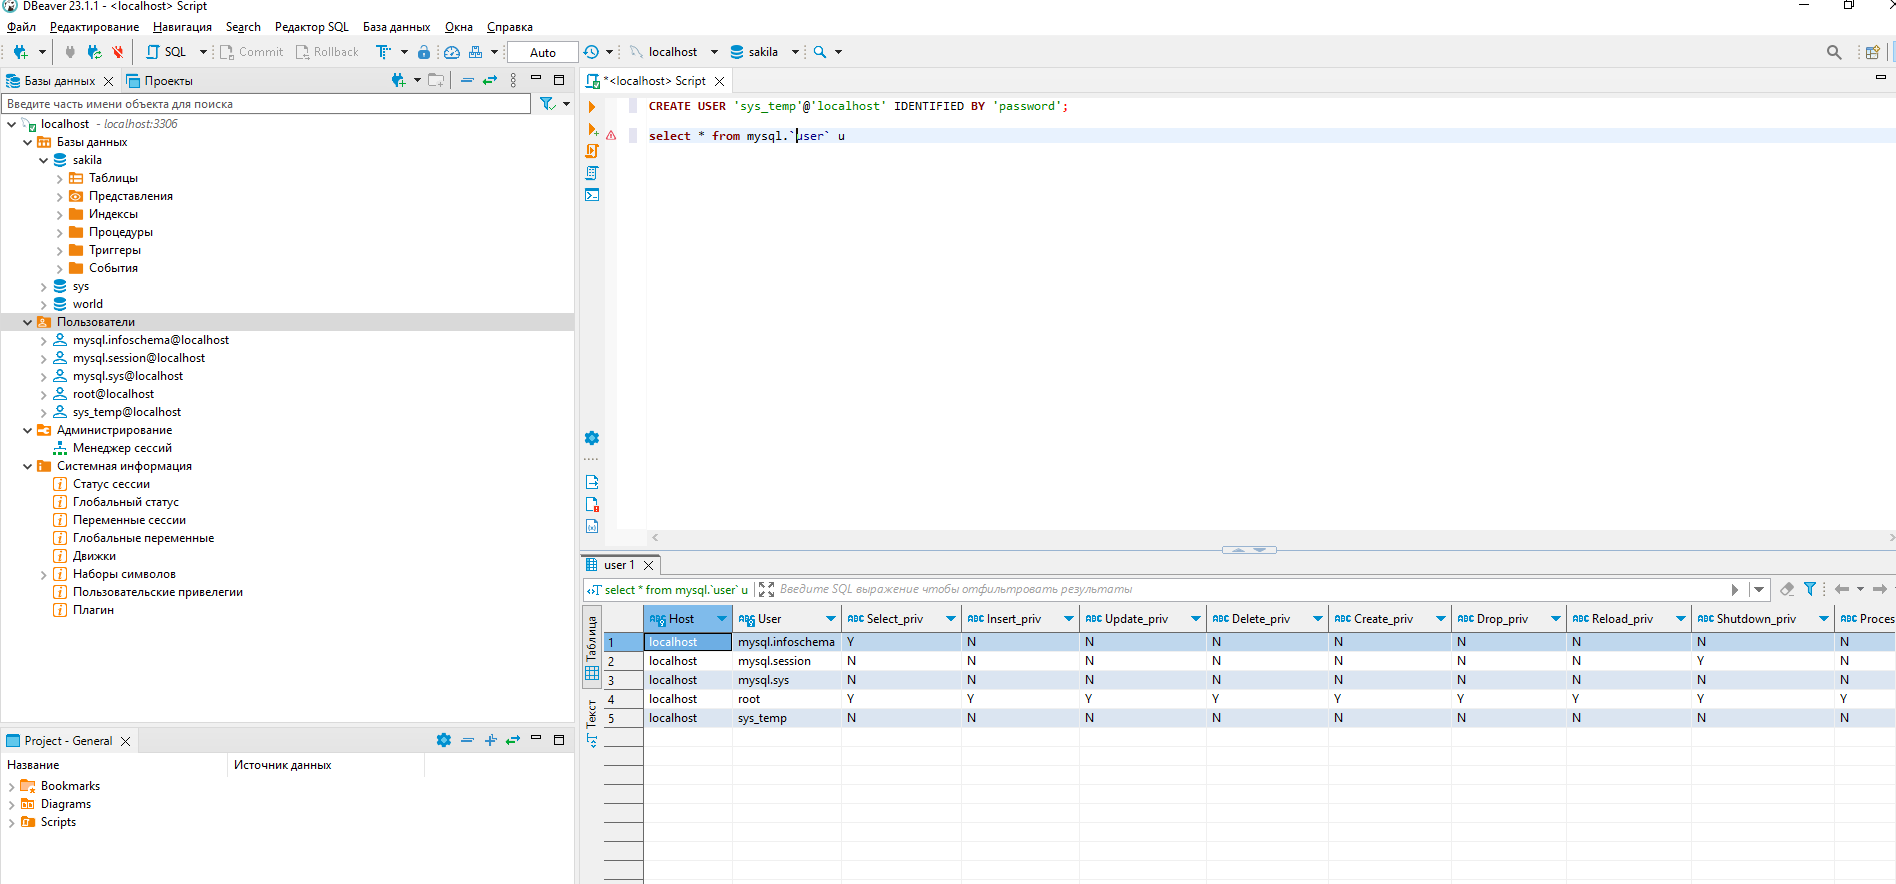 DBeaver 23.1.1 - <localhost> Script
Файл Редактирование Навигация Search Редактор SQL База данных Окна Справка
SQL Commit Rollback Auto localhost sakila
Базы данных Проекты
Введите часть имени объекта для поиска
localhost - localhost:3306
Базы данных
sakila
Таблицы
Представления
Индексы
Процедуры
Триггеры
События
sys
world
Пользователи
mysql.infoschema@localhost
mysql.session@localhost
mysql.sys@localhost
root@localhost
sys_temp@localhost
Администрирование
Менеджер сессий
Системная информация
Статус сессии
Глобальный статус
Переменные сессии
Глобальные переменные
Движки
Наборы символов
Пользовательские привелегии
Плагин
Project - General
Название Источник данных
Bookmarks
Diagrams
Scripts
*<localhost> Script
CREATE USER 'sys_temp'@'localhost' IDENTIFIED BY 'password';
select * from mysql.`user` u
user 1
select * from mysql.`user` u Введите SQL выражение чтобы отфильтровать результаты
Таблица
Текст
Host User Select_priv Insert_priv Update_priv Delete_priv Create_priv Drop_priv Reload_priv Shutdown_priv Proces
1 localhost mysql.infoschema Y N N N N N N N N
2 localhost mysql.session N N N N N N N Y N
3 localhost mysql.sys N N N N N N N N N
4 localhost root Y Y Y Y Y Y Y Y Y
5 localhost sys_temp N N N N N N N N N